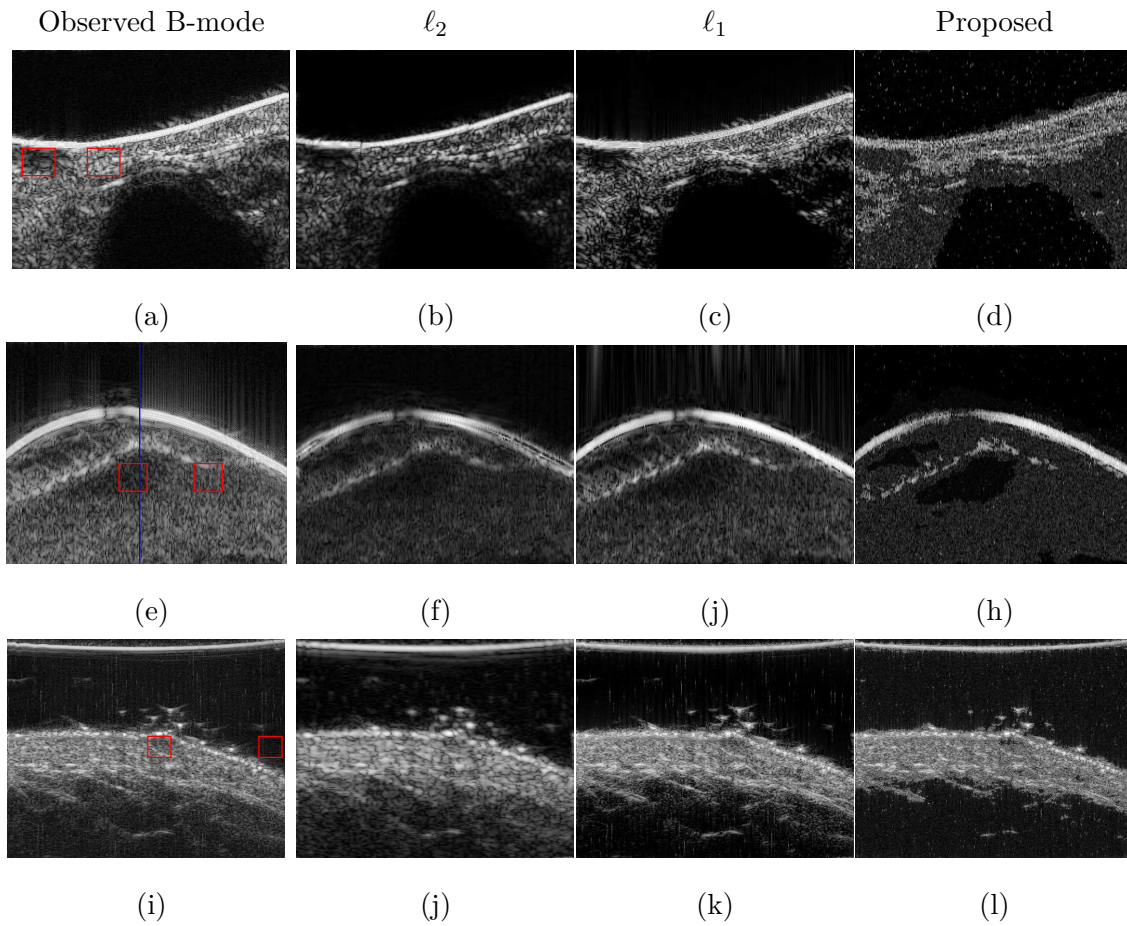 Observed B-mode ℓ2 ℓ1 Proposed
(a) (b) (c) (d)
(e) (f) (j) (h)
(i) (j) (k) (l)